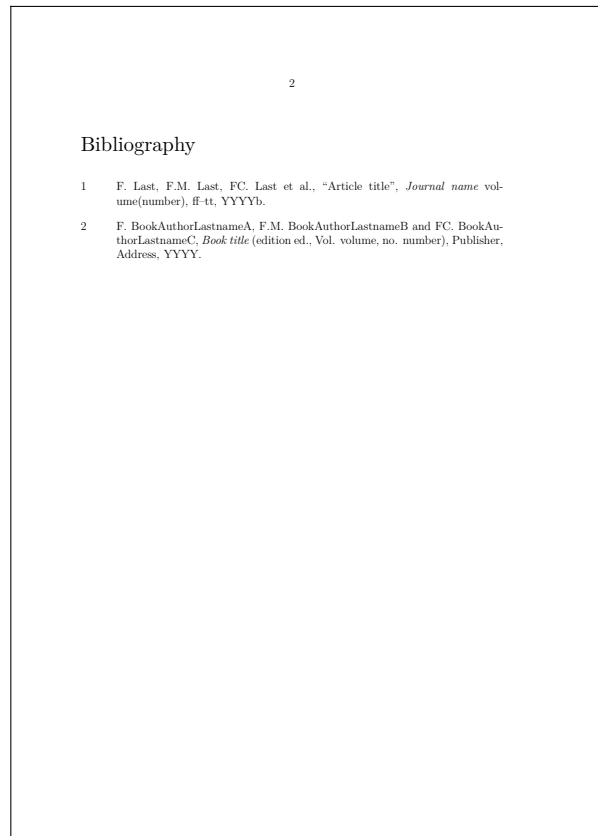 2
Bibliography
1 F. Last, F.M. Last, FC. Last et al., “Article title”, Journal name vol-
ume(number), ff–tt, YYYYb.
2 F. BookAuthorLastnameA, F.M. BookAuthorLastnameB and FC. BookAu-
thorLastnameC, Book title (edition ed., Vol. volume, no. number), Publisher,
Address, YYYY.